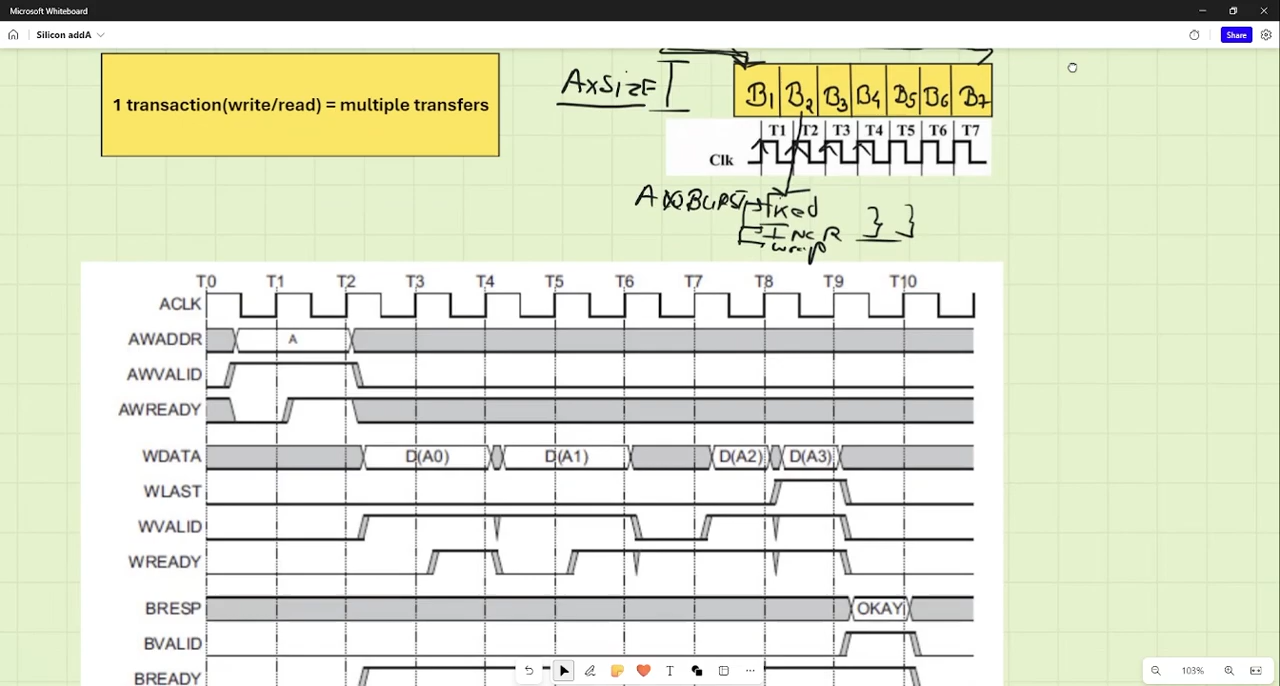 Microsoft Whiteboard
Silicon addA
Share
1 transaction(write/read) = multiple transfers
AxSIZE
B1 B2 B3 B4 B5 B6 B7
T1 T2 T3 T4 T5 T6 T7
Clk
fixed
INCR
wrap
T0 T1 T2 T3 T4 T5 T6 T7 T8 T9 T10
ACLK
AWADDR A
AWVALID
AWREADY
WDATA D(A0) D(A1) D(A2) D(A3)
WLAST
WVALID
WREADY
BRESP OKAY
BVALID
BREADY
103%